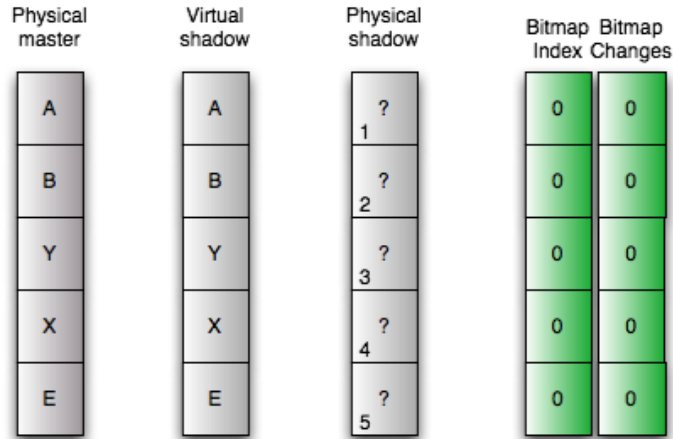 Physical master
Virtual shadow
Physical shadow
Bitmap Index
Bitmap Changes
A A ? 1 0 0
B B ? 2 0 0
Y Y ? 3 0 0
X X ? 4 0 0
E E ? 5 0 0